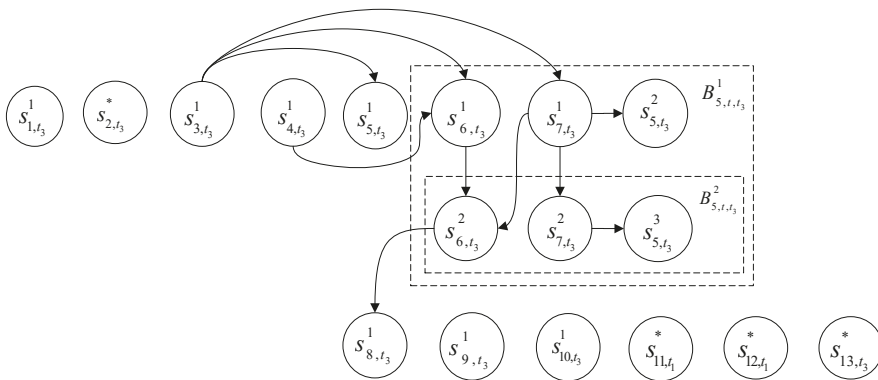 s^1_{1,t_3} s^*_{2,t_3} s^1_{3,t_3} s^1_{4,t_3} s^1_{5,t_3} s^1_{6,t_3} s^1_{7,t_3} s^2_{5,t_3} B^1_{5,t,t_3}
s^2_{6,t_3} s^2_{7,t_3} s^3_{5,t_3} B^2_{5,t,t_3}
s^1_{8,t_3} s^1_{9,t_3} s^1_{10,t_3} s^*_{11,t_1} s^*_{12,t_1} s^*_{13,t_3}